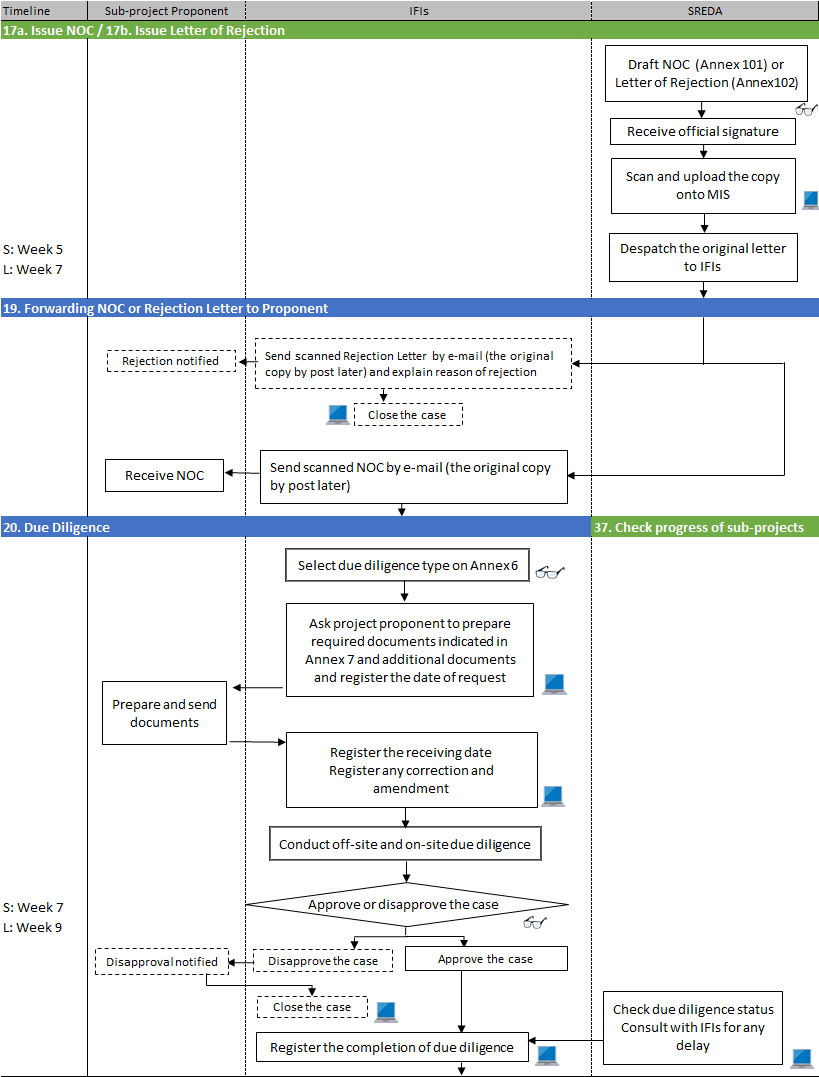 Timeline
Sub-project Proponent
IFIs
SREDA
17a. Issue NOC / 17b. Issue Letter of Rejection
Draft NOC (Annex 101) or
Letter of Rejection (Annex102)
Receive official signature
Scan and upload the copy
onto MIS
S: Week 5
L: Week 7
Despatch the original letter
to IFIs
19. Forwarding NOC or Rejection Letter to Proponent
Rejection notified
Send scanned Rejection Letter by e-mail (the original
copy by post later) and explain reason of rejection
Close the case
Receive NOC
Send scanned NOC by e-mail (the original copy
by post later)
20. Due Diligence
37. Check progress of sub-projects
Select due diligence type on Annex 6
Ask project proponent to prepare
required documents indicated in
Annex 7 and additional documents
and register the date of request
Prepare and send
documents
Register the receiving date
Register any correction and
amendment
Conduct off-site and on-site due diligence
S: Week 7
L: Week 9
Approve or disapprove the case
Disapproval notified
Disapprove the case
Approve the case
Close the case
Check due diligence status
Consult with IFIs for any
delay
Register the completion of due diligence